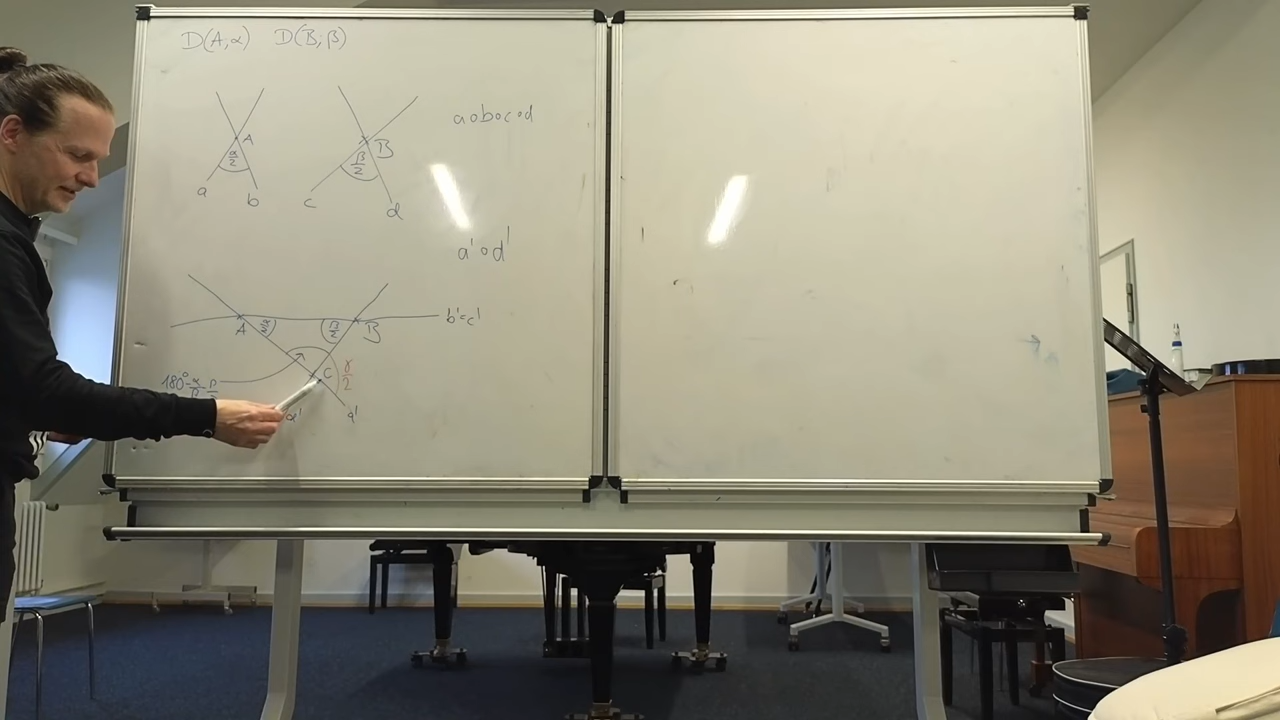 D(A;α) D(B;β)
A
α/2
a b
B
β/2
c d
a∘b∘c∘d
a'∘d'
A α/2 β/2 B
b'=c'
C γ/2
180°-α/2-β/2
d' a'